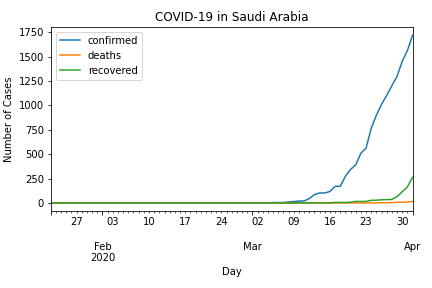 COVID-19 in Saudi Arabia
confirmed
deaths
recovered
Number of Cases
1750
1500
1250
1000
750
500
250
0
27 03 10 17 24 02 09 16 23 30
Feb Mar Apr
2020
Day